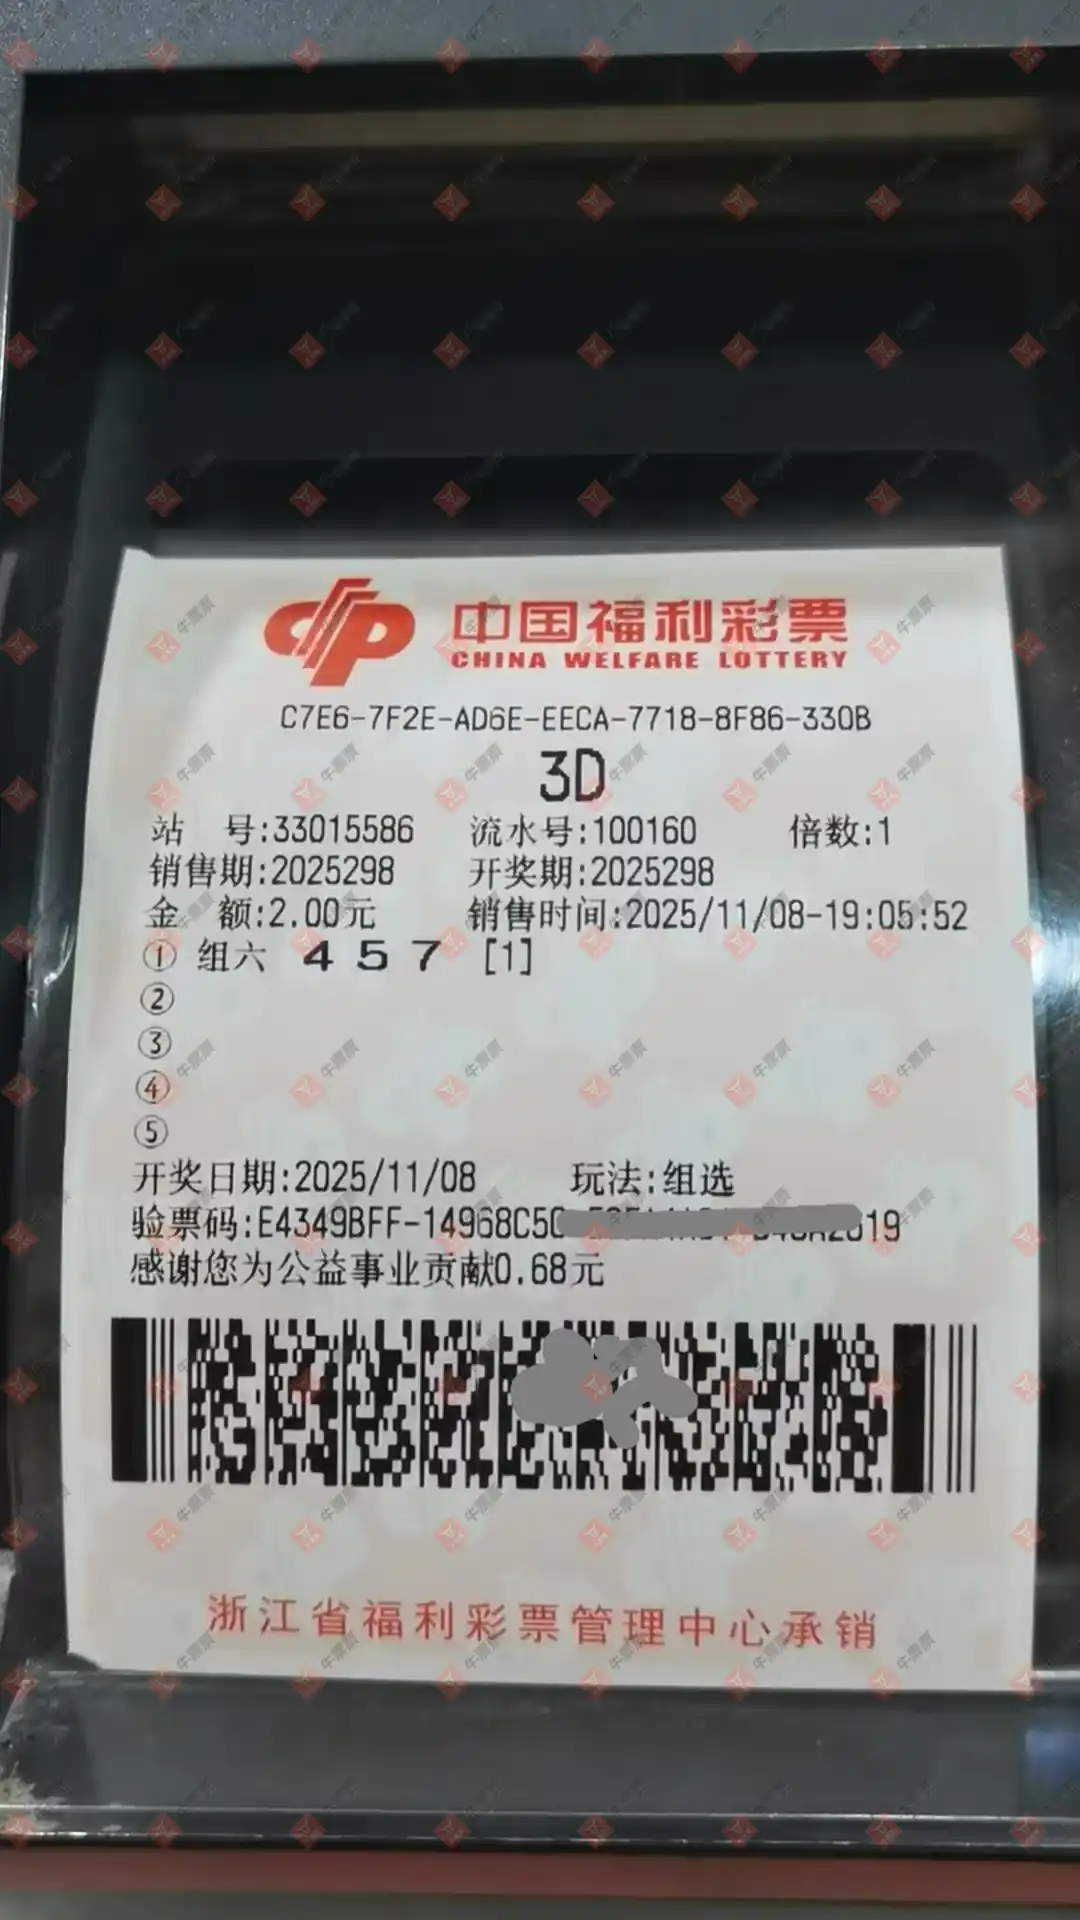 中国福利彩票
CHINA WELFARE LOTTERY
C7E6-7F2E-AD6E-EECA-7718-8F86-330B
3D
站 号:33015586 流水号:100160 倍数:1
销售期:2025298 开奖期:2025298
金 额:2.00元 销售时间:2025/11/08-19:05:52
① 组六 4 5 7 [1]
②
③
④
⑤
开奖日期:2025/11/08 玩法:组选
验票码:E4349BFF-14968C50
感谢您为公益事业贡献0.68元
浙江省福利彩票管理中心承销
牛票票